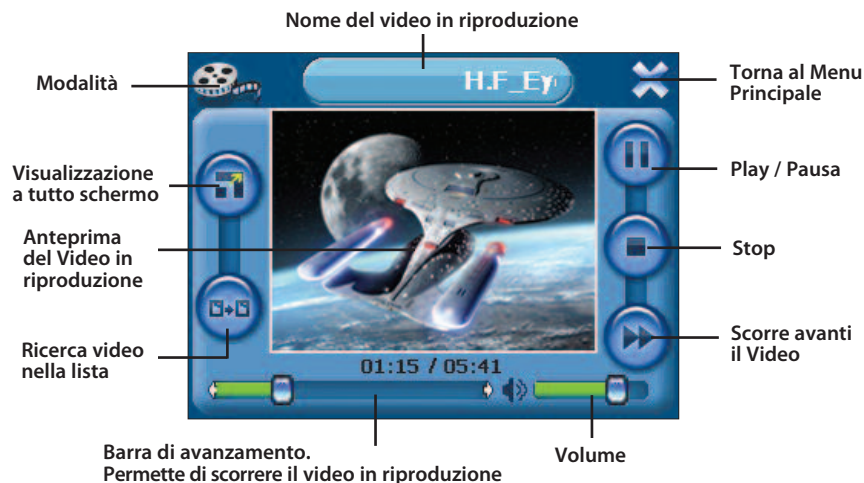 Nome del video in riproduzione
Modalità
H.F_Ey
Torna al Menu
Principale
Visualizzazione
a tutto schermo
Play / Pausa
Anteprima
del Video in
riproduzione
Stop
Ricerca video
nella lista
Scorre avanti
il Video
01:15 / 05:41
Barra di avanzamento.
Permette di scorrere il video in riproduzione
Volume